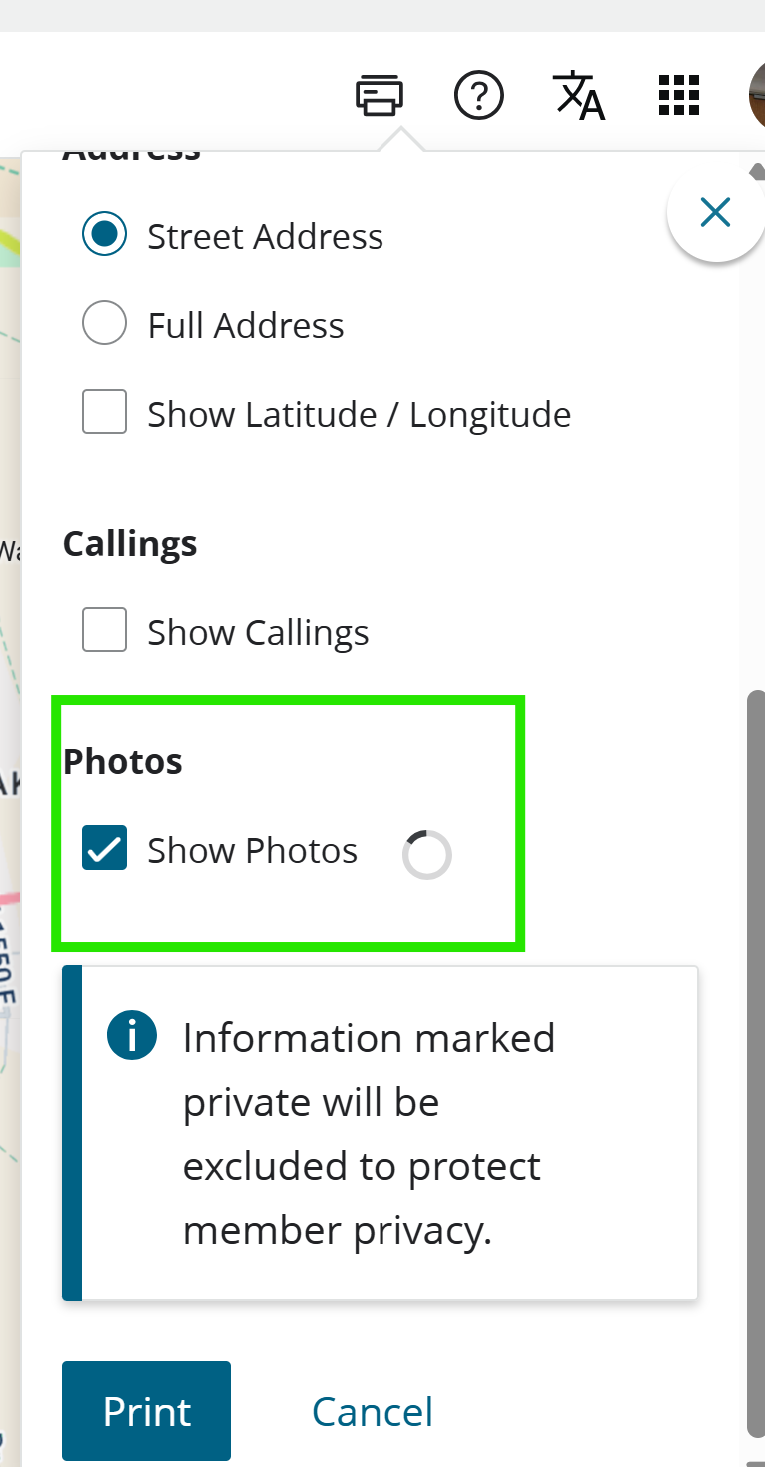 Address
Street Address
Full Address
Show Latitude / Longitude
Callings
Show Callings
Photos
Show Photos
Information marked
private will be
excluded to protect
member privacy.
Print
Cancel